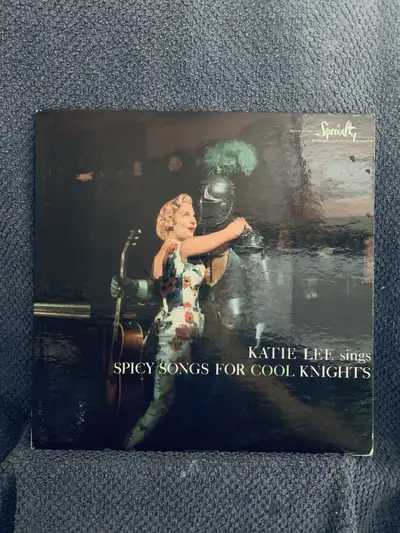 Specialty
KATIE LEE sings
SPICY SONGS FOR COOL KNIGHTS